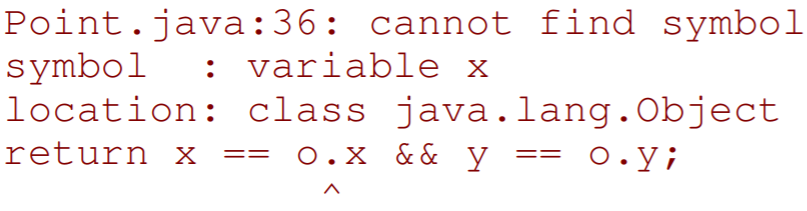 Point.java:36: cannot find symbol
symbol  : variable x
location: class java.lang.Object
return x == o.x && y == o.y;
             ^